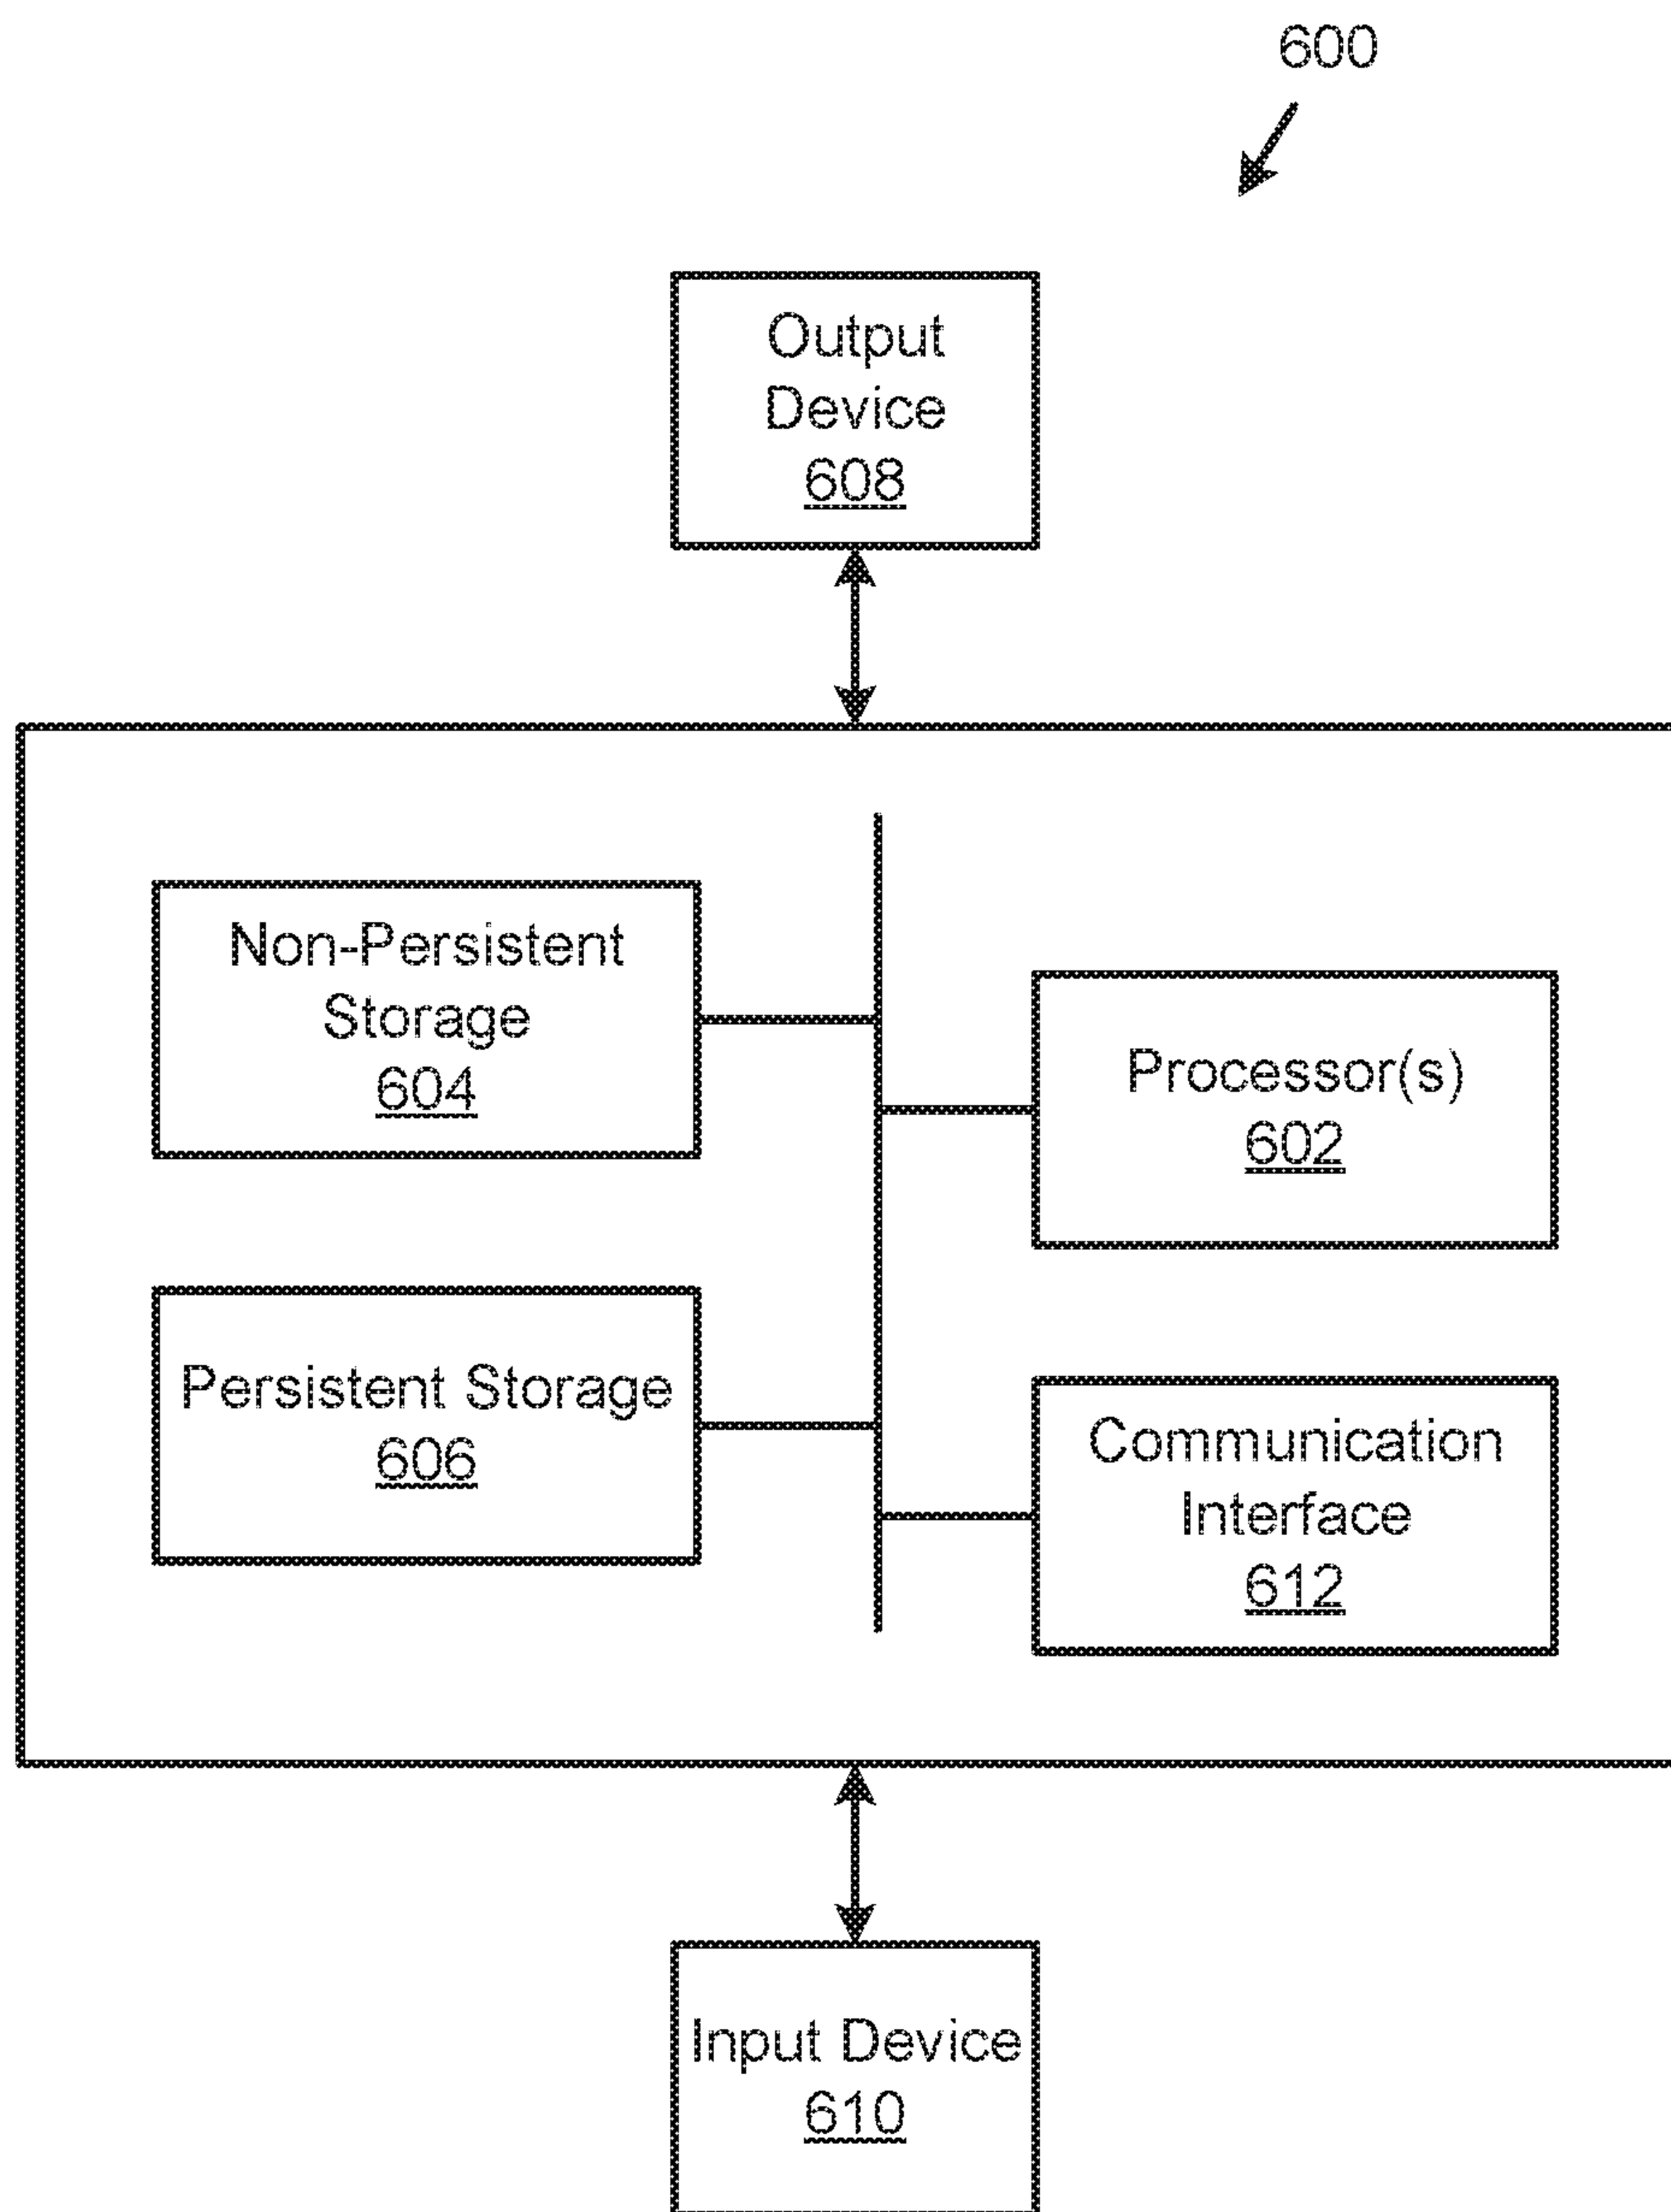 600
Output
Device
608
Non-Persistent
Storage
604
Processor(s)
602
Persistent Storage
606
Communication
Interface
612
Input Device
610